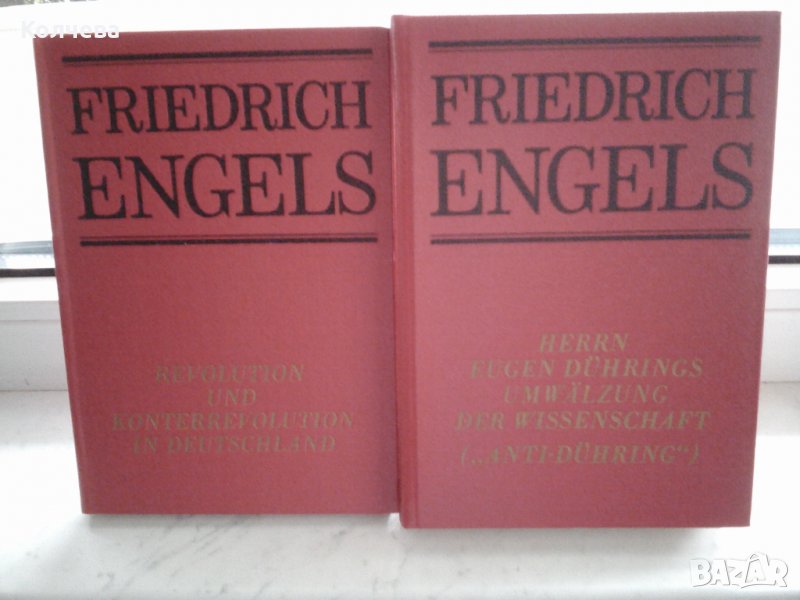 Колчева
FRIEDRICH
ENGELS
REVOLUTION
UND
KONTERREVOLUTION
IN DEUTSCHLAND
FRIEDRICH
ENGELS
HERRN
EUGEN DÜHRINGS
UMWÄLZUNG
DER WISSENSCHAFT
(„ANTI-DÜHRING“)
BAZAR